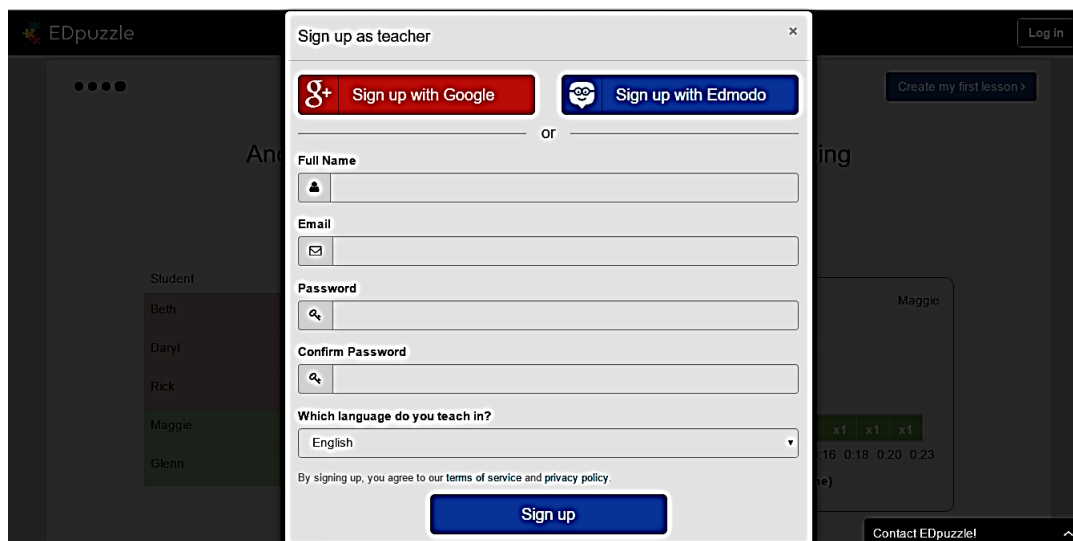 EDpuzzle
Log in
Create my first lesson >
An
ing
Sign up as teacher
×
g+ Sign up with Google
Sign up with Edmodo
or
Full Name
Email
Password
Confirm Password
Which language do you teach in?
English
By signing up, you agree to our terms of service and privacy policy.
Sign up
Student
Beth
Daryl
Rick
Maggie
Glenn
Maggie
x1 x1 x1
:16 0:18 0:20 0:23
ne)
Contact EDpuzzle!